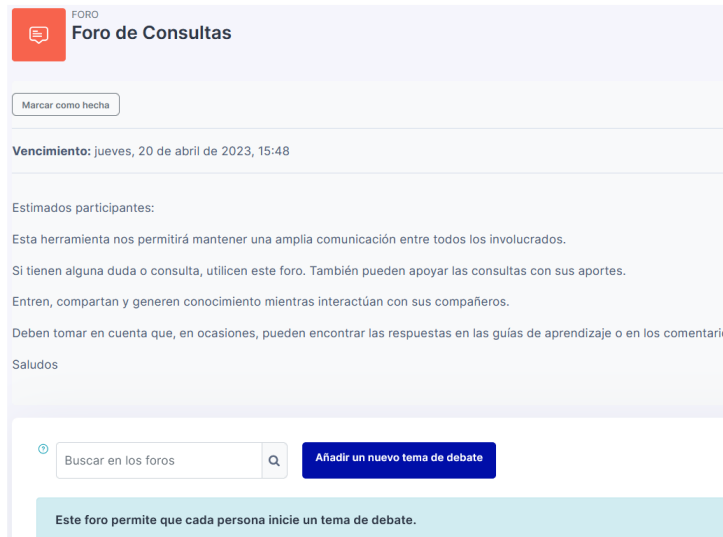 FORO
Foro de Consultas
Marcar como hecha
Vencimiento: jueves, 20 de abril de 2023, 15:48
Estimados participantes:
Esta herramienta nos permitirá mantener una amplia comunicación entre todos los involucrados.
Si tienen alguna duda o consulta, utilicen este foro. También pueden apoyar las consultas con sus aportes.
Entren, compartan y generen conocimiento mientras interactúan con sus compañeros.
Deben tomar en cuenta que, en ocasiones, pueden encontrar las respuestas en las guías de aprendizaje o en los
Saludos
Buscar en los foros
Añadir un nuevo tema de debate
Este foro permite que cada persona inicie un tema de debate.